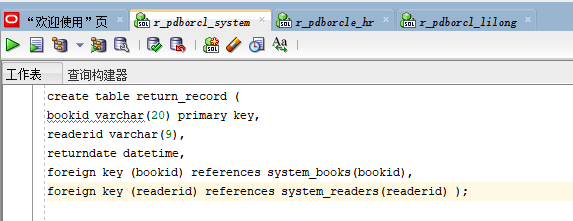 “欢迎使用”页 r_pdborcl_system r_pdborcle_hr r_pdborcl_lilong
SQL Aa
工作表 查询构建器
create table return_record (
bookid varchar(20) primary key,
readerid varchar(9),
returndate datetime,
foreign key (bookid) references system_books(bookid),
foreign key (readerid) references system_readers(readerid) );